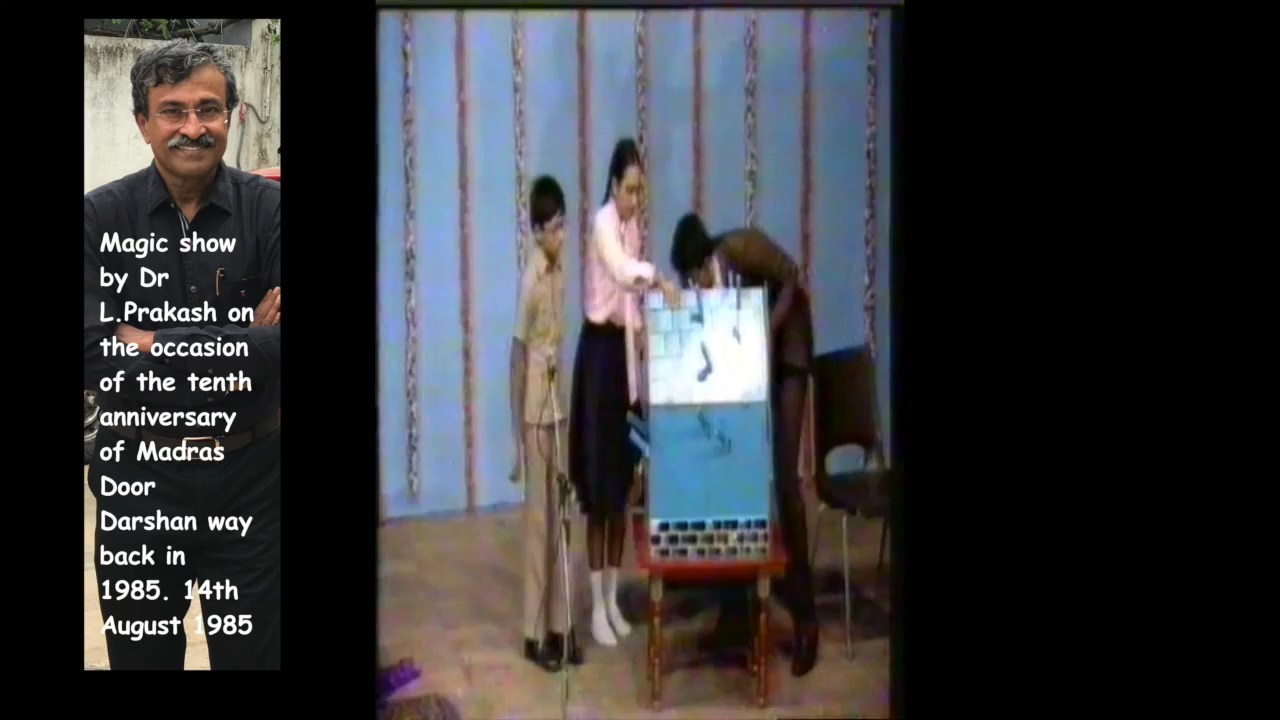 Magic show
by Dr
L.Prakash on
the occasion
of the tenth
anniversary
of Madras
Door
Darshan way
back in
1985. 14th
August 1985